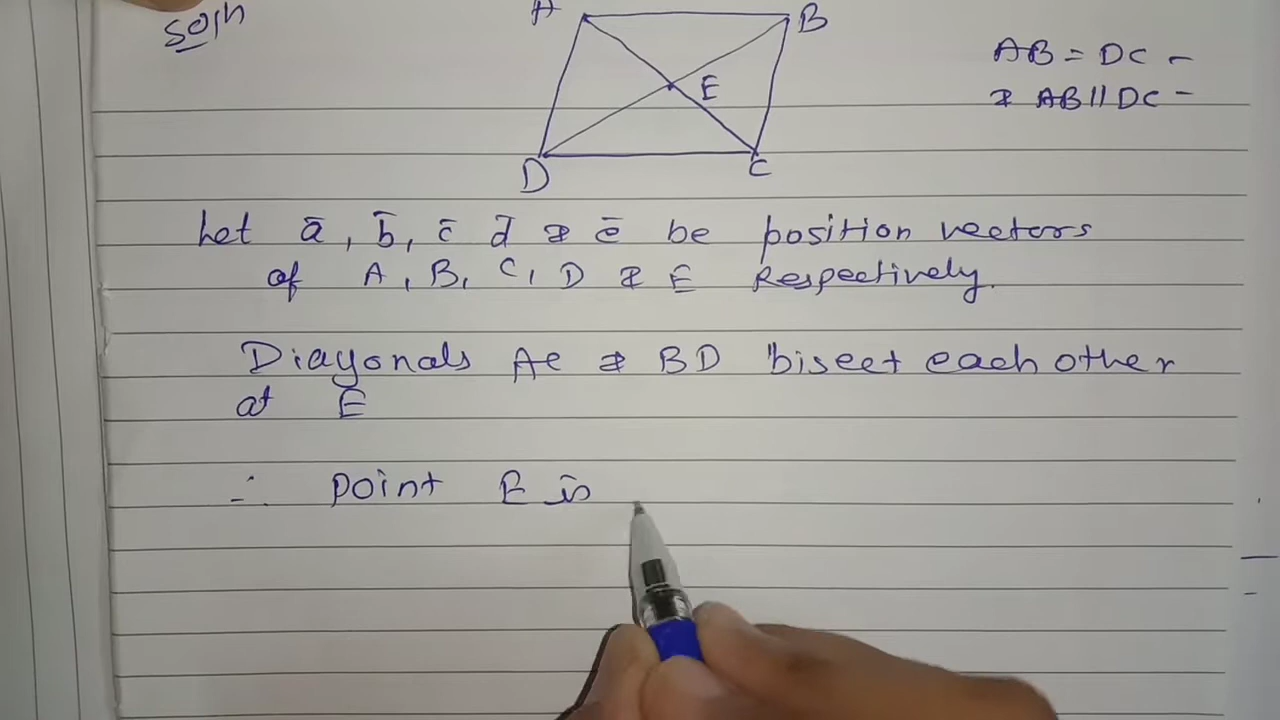 Soln
A B
E
D C
AB = DC -
& AB || DC -
Let a̅, b̅, c̅ d̅ & e̅ be position vectors
of A, B, C, D & E Respectively.
Diagonals AC & BD bisect each other
at E
∴ point E is